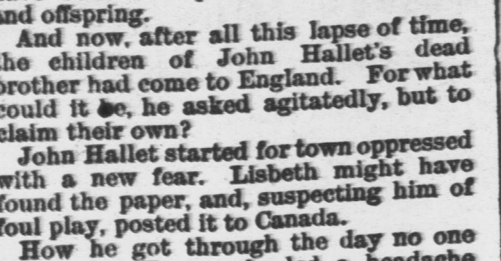 and offspring.
And now, after all this lapse of time,
the children of John Hallet's dead
brother had come to England. For what
could it be, he asked agitatedly, but to
claim their own?
John Hallet started for town oppressed
with a new fear. Lisbeth might have
found the paper, and, suspecting him of
foul play, posted it to Canada.
How he got through the day no one
headache